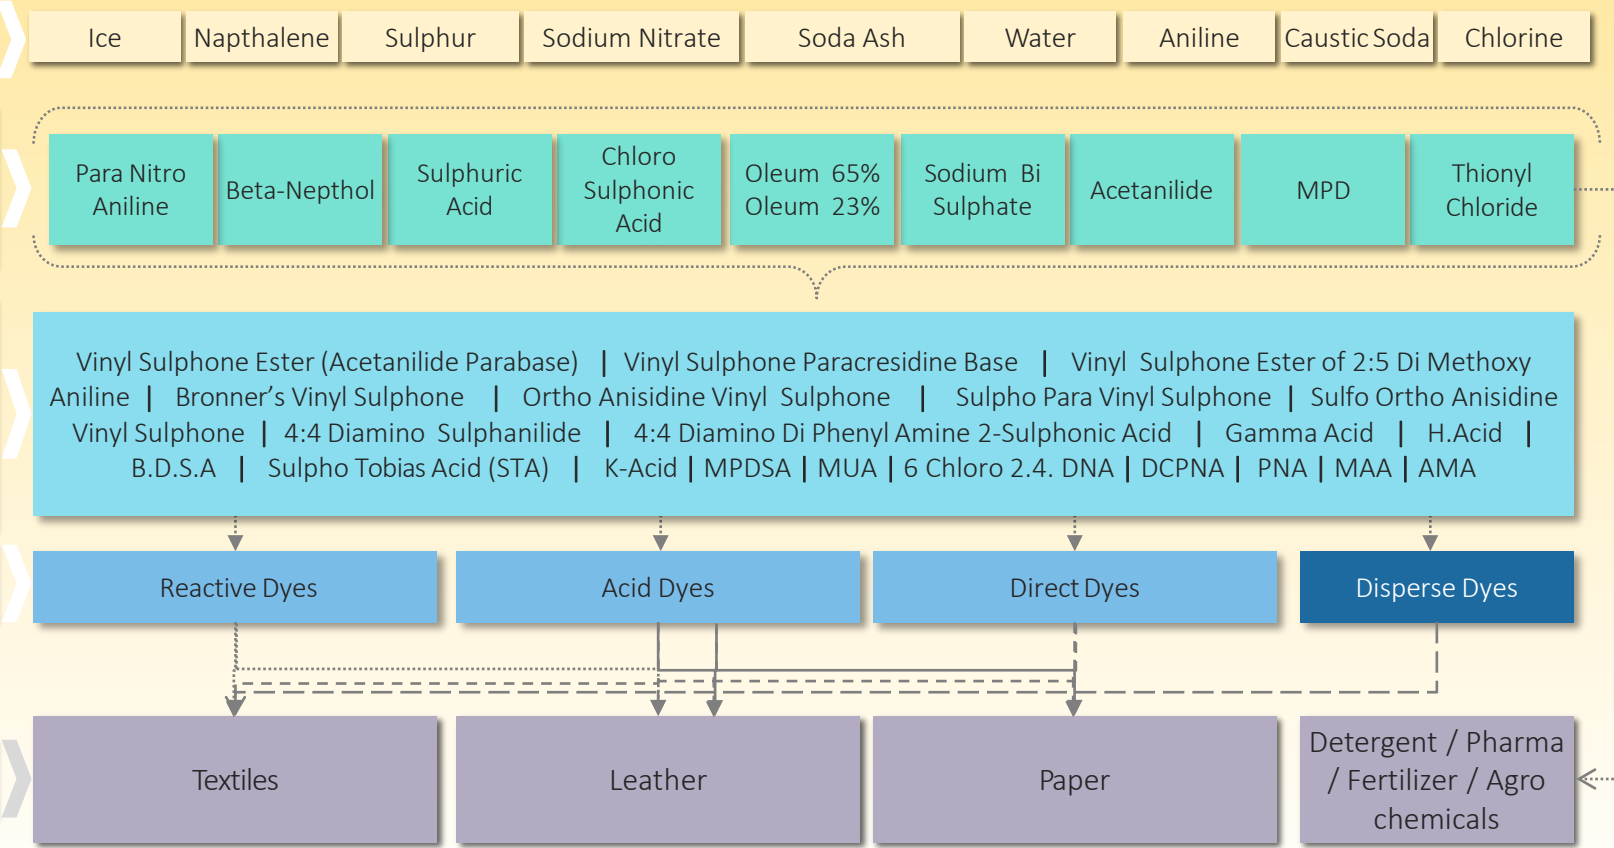 Ice
Napthalene
Sulphur
Sodium Nitrate
Soda Ash
Water
Aniline
Caustic Soda
Chlorine
Para Nitro
Aniline
Beta-Nepthol
Sulphuric
Acid
Chloro
Sulphonic
Acid
Oleum 65%
Oleum 23%
Sodium Bi
Sulphate
Acetanilide
MPD
Thionyl
Chloride
Vinyl Sulphone Ester (Acetanilide Parabase) | Vinyl Sulphone Paracresidine Base | Vinyl Sulphone Ester of 2:5 Di Methoxy
Aniline | Bronner’s Vinyl Sulphone | Ortho Anisidine Vinyl Sulphone | Sulpho Para Vinyl Sulphone | Sulfo Ortho Anisidine
Vinyl Sulphone | 4:4 Diamino Sulphanilide | 4:4 Diamino Di Phenyl Amine 2-Sulphonic Acid | Gamma Acid | H.Acid |
B.D.S.A | Sulpho Tobias Acid (STA) | K-Acid | MPDSA | MUA | 6 Chloro 2.4. DNA | DCPNA | PNA | MAA | AMA
Reactive Dyes
Acid Dyes
Direct Dyes
Disperse Dyes
Textiles
Leather
Paper
Detergent / Pharma
/ Fertilizer / Agro
chemicals